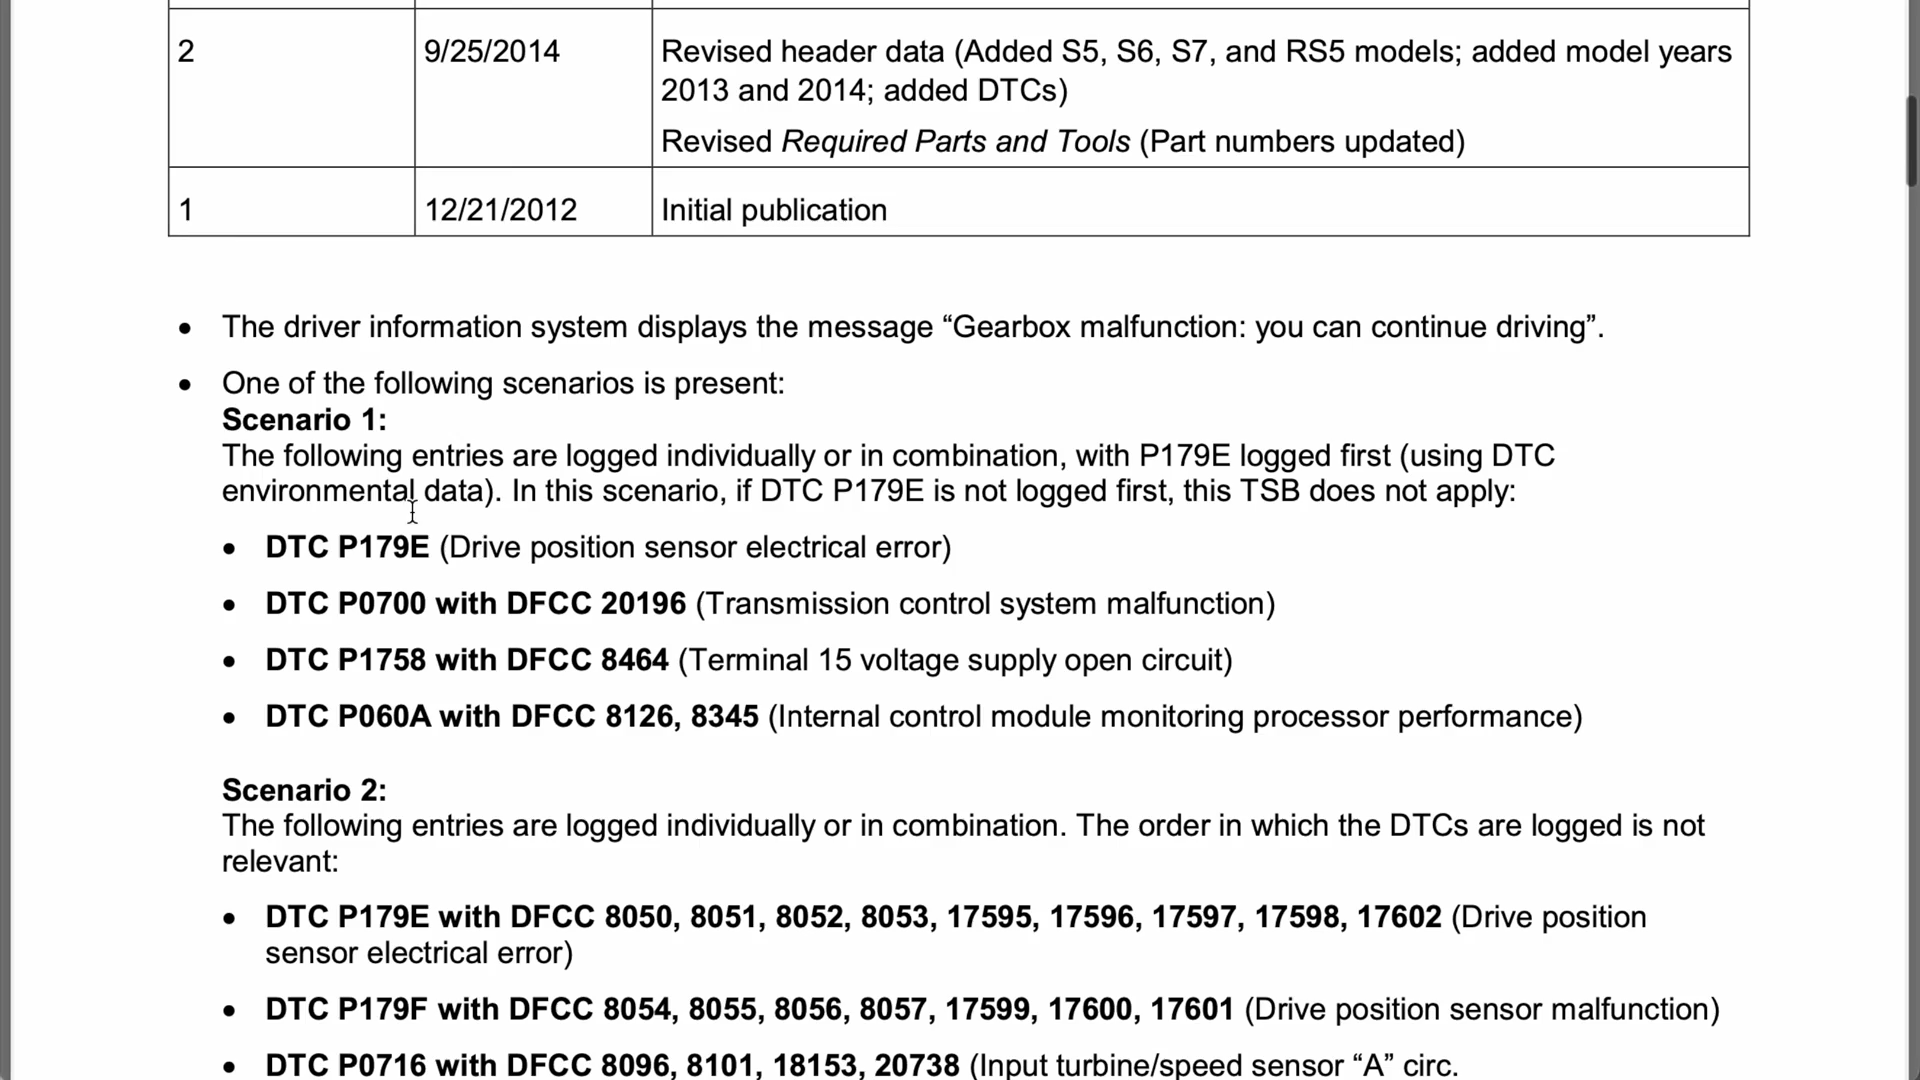 2 9/25/2014 Revised header data (Added S5, S6, S7, and RS5 models; added model years
2013 and 2014; added DTCs)
Revised Required Parts and Tools (Part numbers updated)
1 12/21/2012 Initial publication
• The driver information system displays the message “Gearbox malfunction: you can continue driving”.
• One of the following scenarios is present:
Scenario 1:
The following entries are logged individually or in combination, with P179E logged first (using DTC
environmental data). In this scenario, if DTC P179E is not logged first, this TSB does not apply:
• DTC P179E (Drive position sensor electrical error)
• DTC P0700 with DFCC 20196 (Transmission control system malfunction)
• DTC P1758 with DFCC 8464 (Terminal 15 voltage supply open circuit)
• DTC P060A with DFCC 8126, 8345 (Internal control module monitoring processor performance)
Scenario 2:
The following entries are logged individually or in combination. The order in which the DTCs are logged is not
relevant:
• DTC P179E with DFCC 8050, 8051, 8052, 8053, 17595, 17596, 17597, 17598, 17602 (Drive position
sensor electrical error)
• DTC P179F with DFCC 8054, 8055, 8056, 8057, 17599, 17600, 17601 (Drive position sensor malfunction)
• DTC P0716 with DFCC 8096, 8101, 18153, 20738 (Input turbine/speed sensor “A” circ.